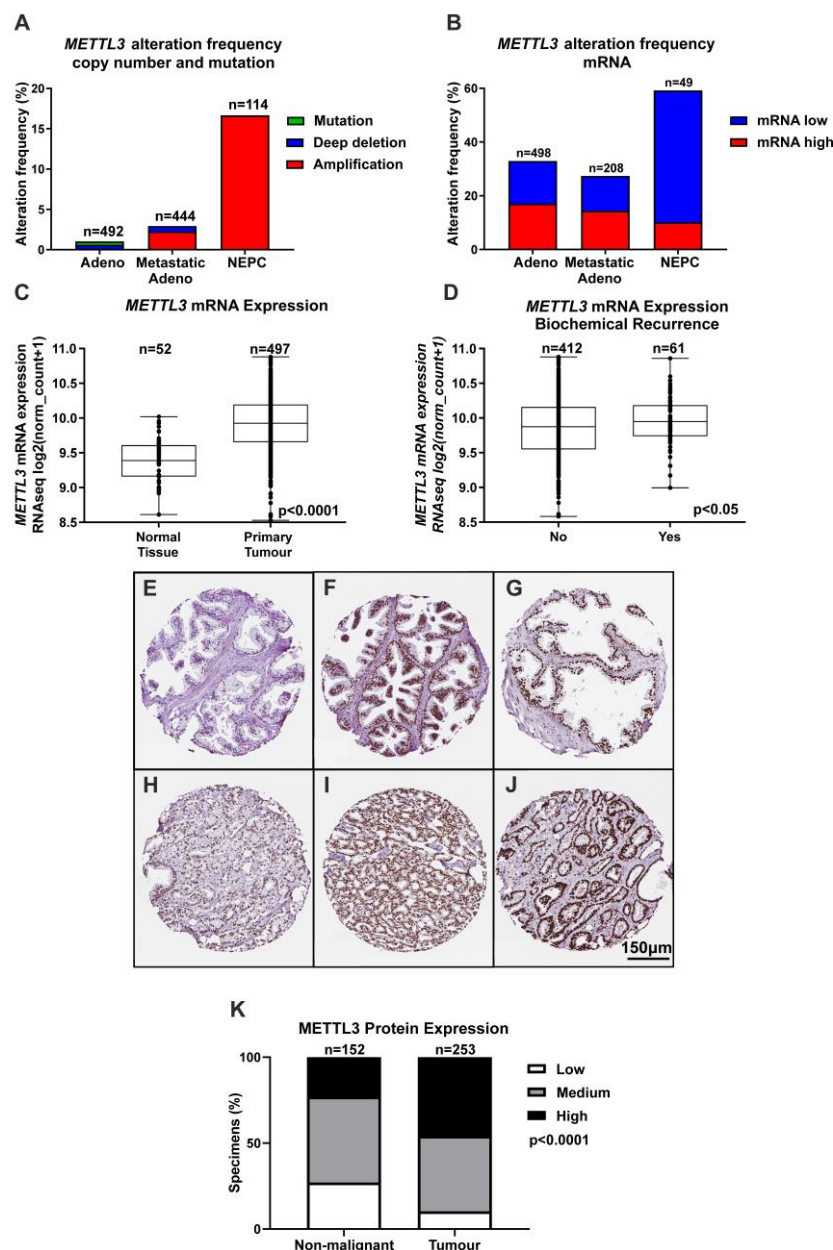 A
METTL3 alteration frequency
copy number and mutation
Alteration frequency (%)
20
15
10
5
0
n=492
n=444
n=114
Adeno
Metastatic
Adeno
NEPC
Mutation
Deep deletion
Amplification
B
METTL3 alteration frequency
mRNA
Alteration frequency (%)
80
60
40
20
0
n=498
n=208
n=49
Adeno
Metastatic
Adeno
NEPC
mRNA low
mRNA high
C
METTL3 mRNA Expression
METTL3 mRNA expression
RNAseq log2(norm_count+1)
11.0
10.5
10.0
9.5
9.0
8.5
n=52
n=497
p<0.0001
Normal
Tissue
Primary
Tumour
D
METTL3 mRNA Expression
Biochemical Recurrence
METTL3 mRNA expression
RNAseq log2(norm_count+1)
11.0
10.5
10.0
9.5
9.0
8.5
n=412
n=61
p<0.05
No
Yes
E
F
G
H
I
J
150µm
K
METTL3 Protein Expression
Specimens (%)
100
50
0
n=152
n=253
Non-malignant
Tumour
Low
Medium
High
p<0.0001